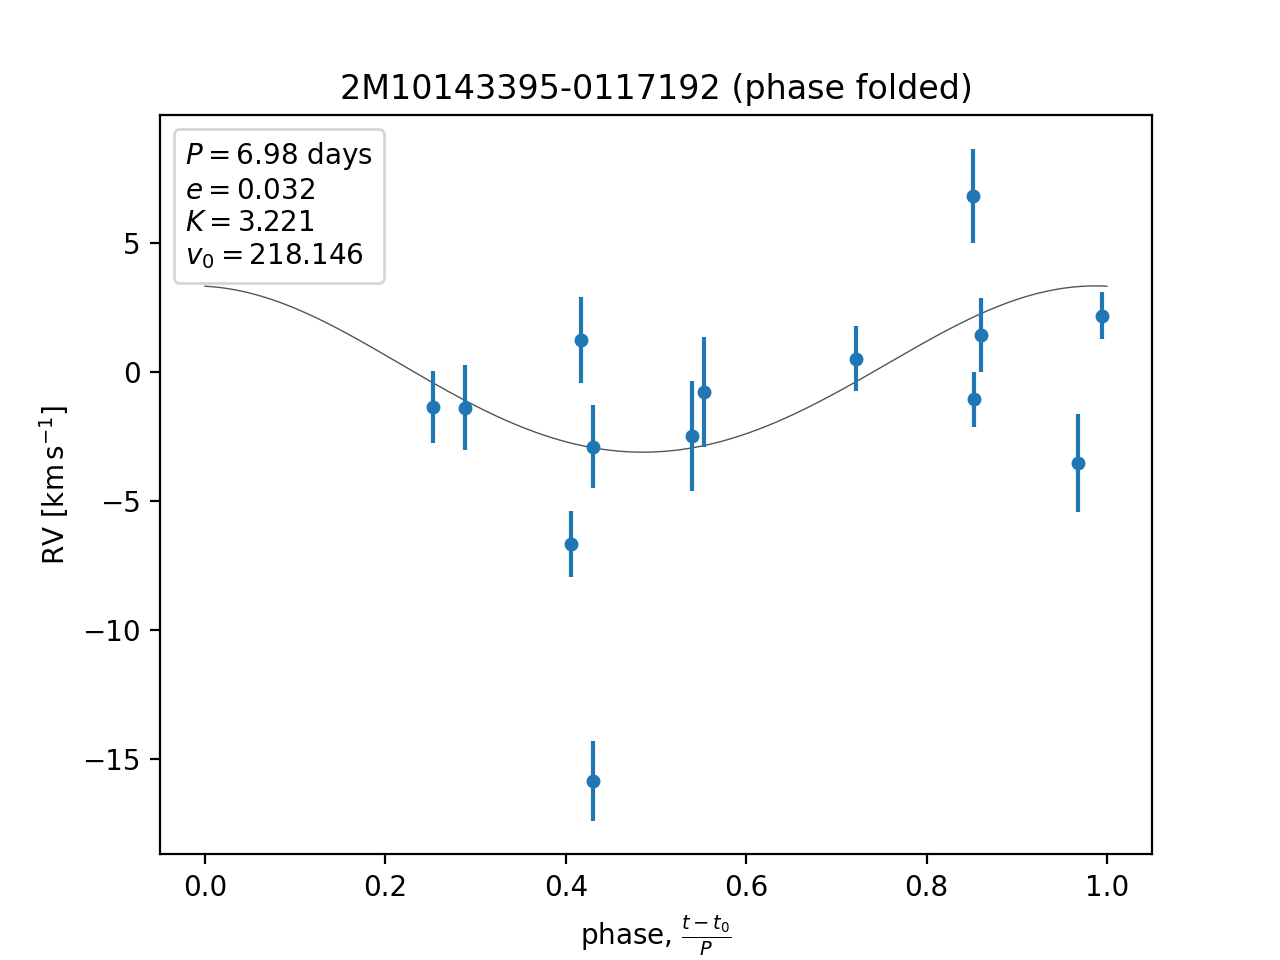 2M10143395-0117192 (phase folded)
P = 6.98 days
e = 0.032
K = 3.221
v₀ = 218.146
5
0
−5
−10
−15
RV [km s⁻¹]
0.0 0.2 0.4 0.6 0.8 1.0
phase, (t − t₀)/P